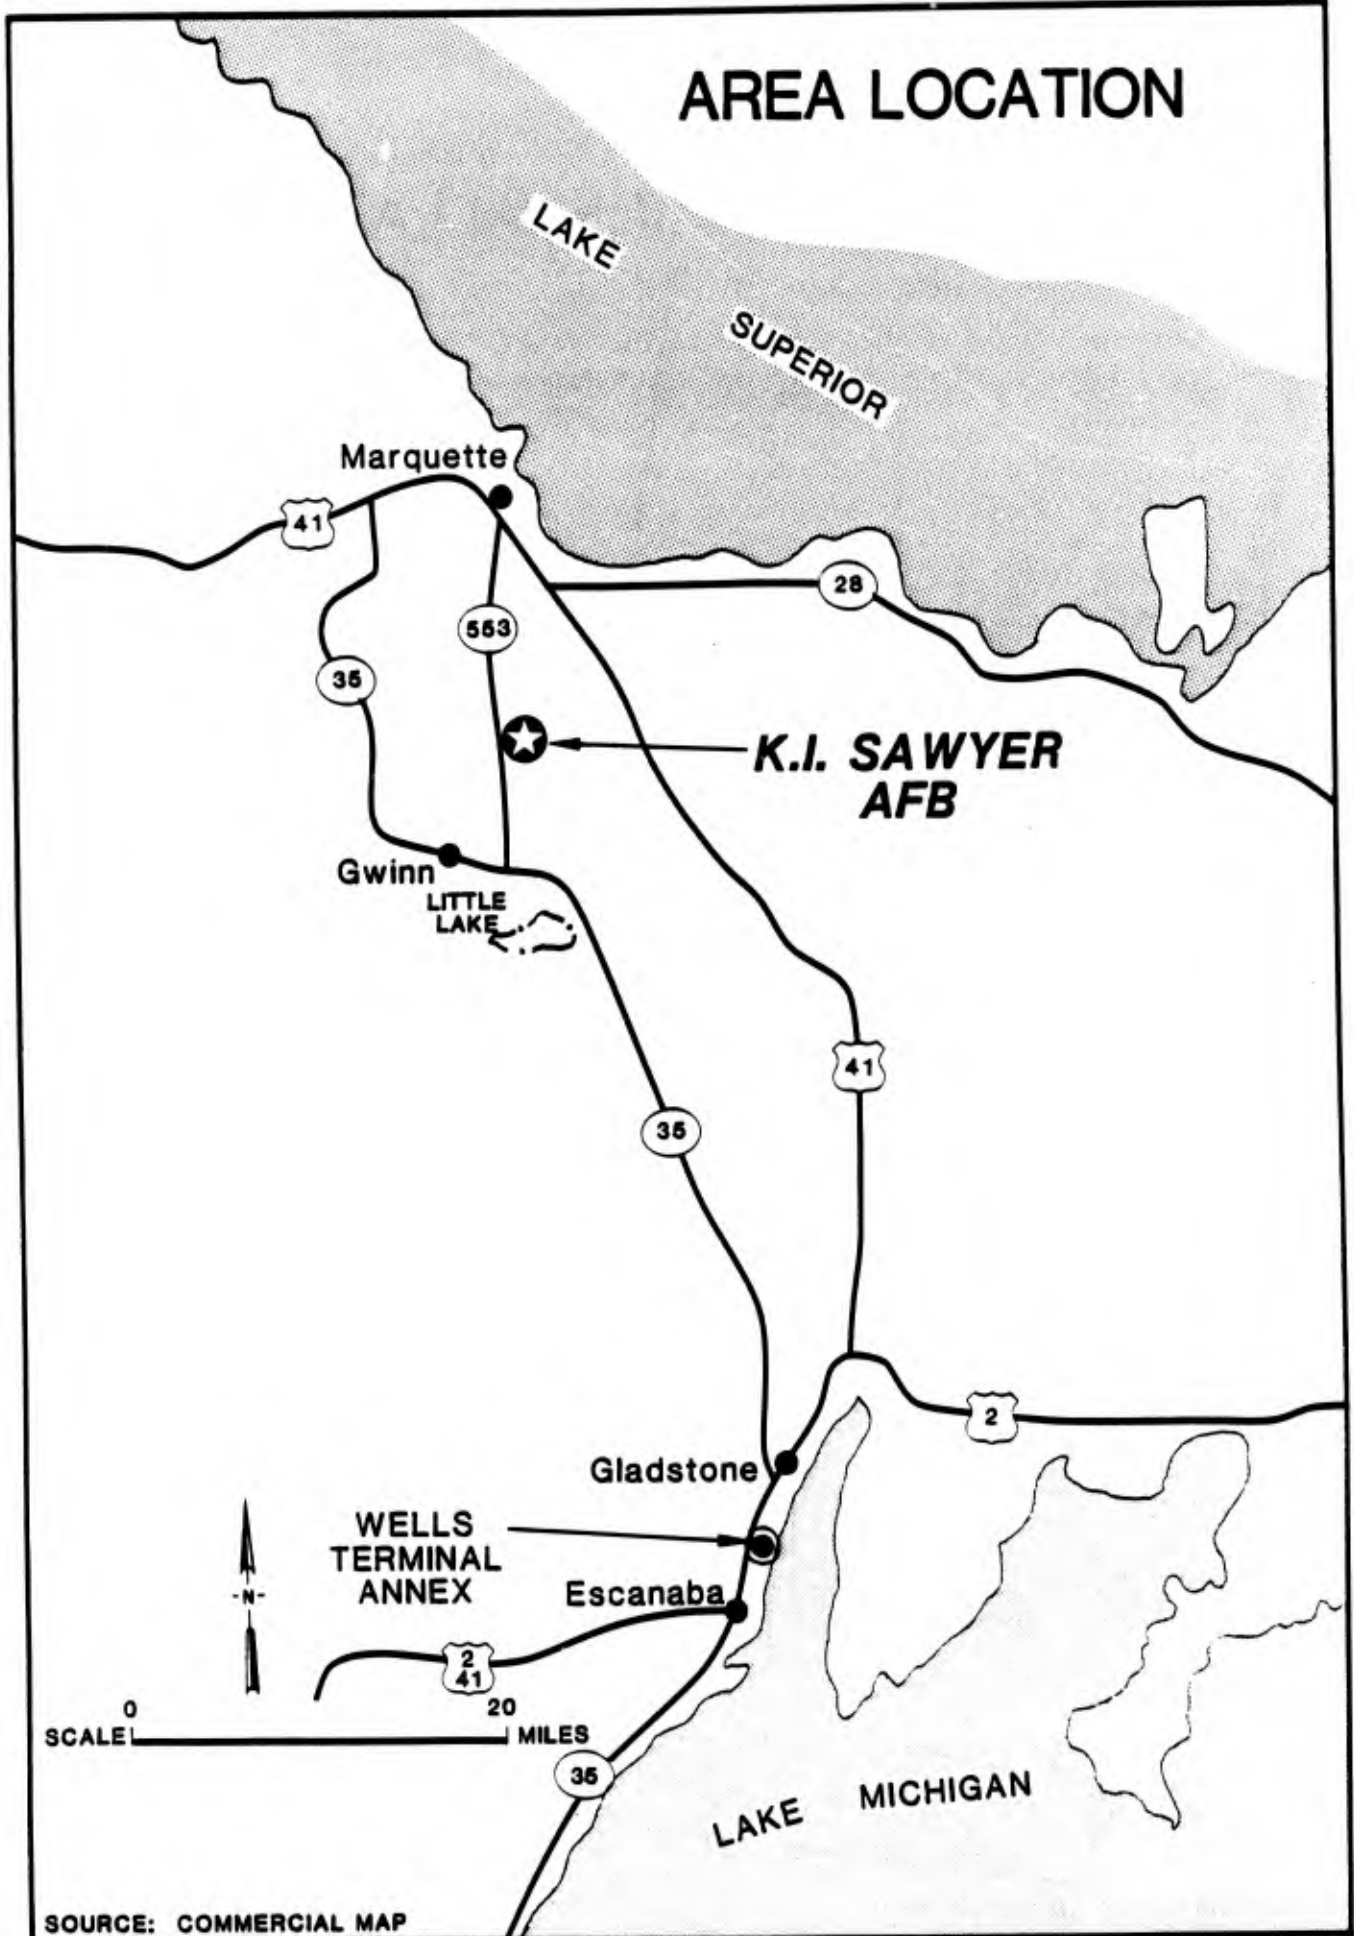 AREA LOCATION
LAKE
SUPERIOR
Marquette
41
28
553
35
K.I. SAWYER
AFB
Gwinn
LITTLE
LAKE
41
35
2
Gladstone
WELLS
TERMINAL
ANNEX
-N-
Escanaba
2
41
0 20
SCALE MILES
35
LAKE MICHIGAN
SOURCE: COMMERCIAL MAP